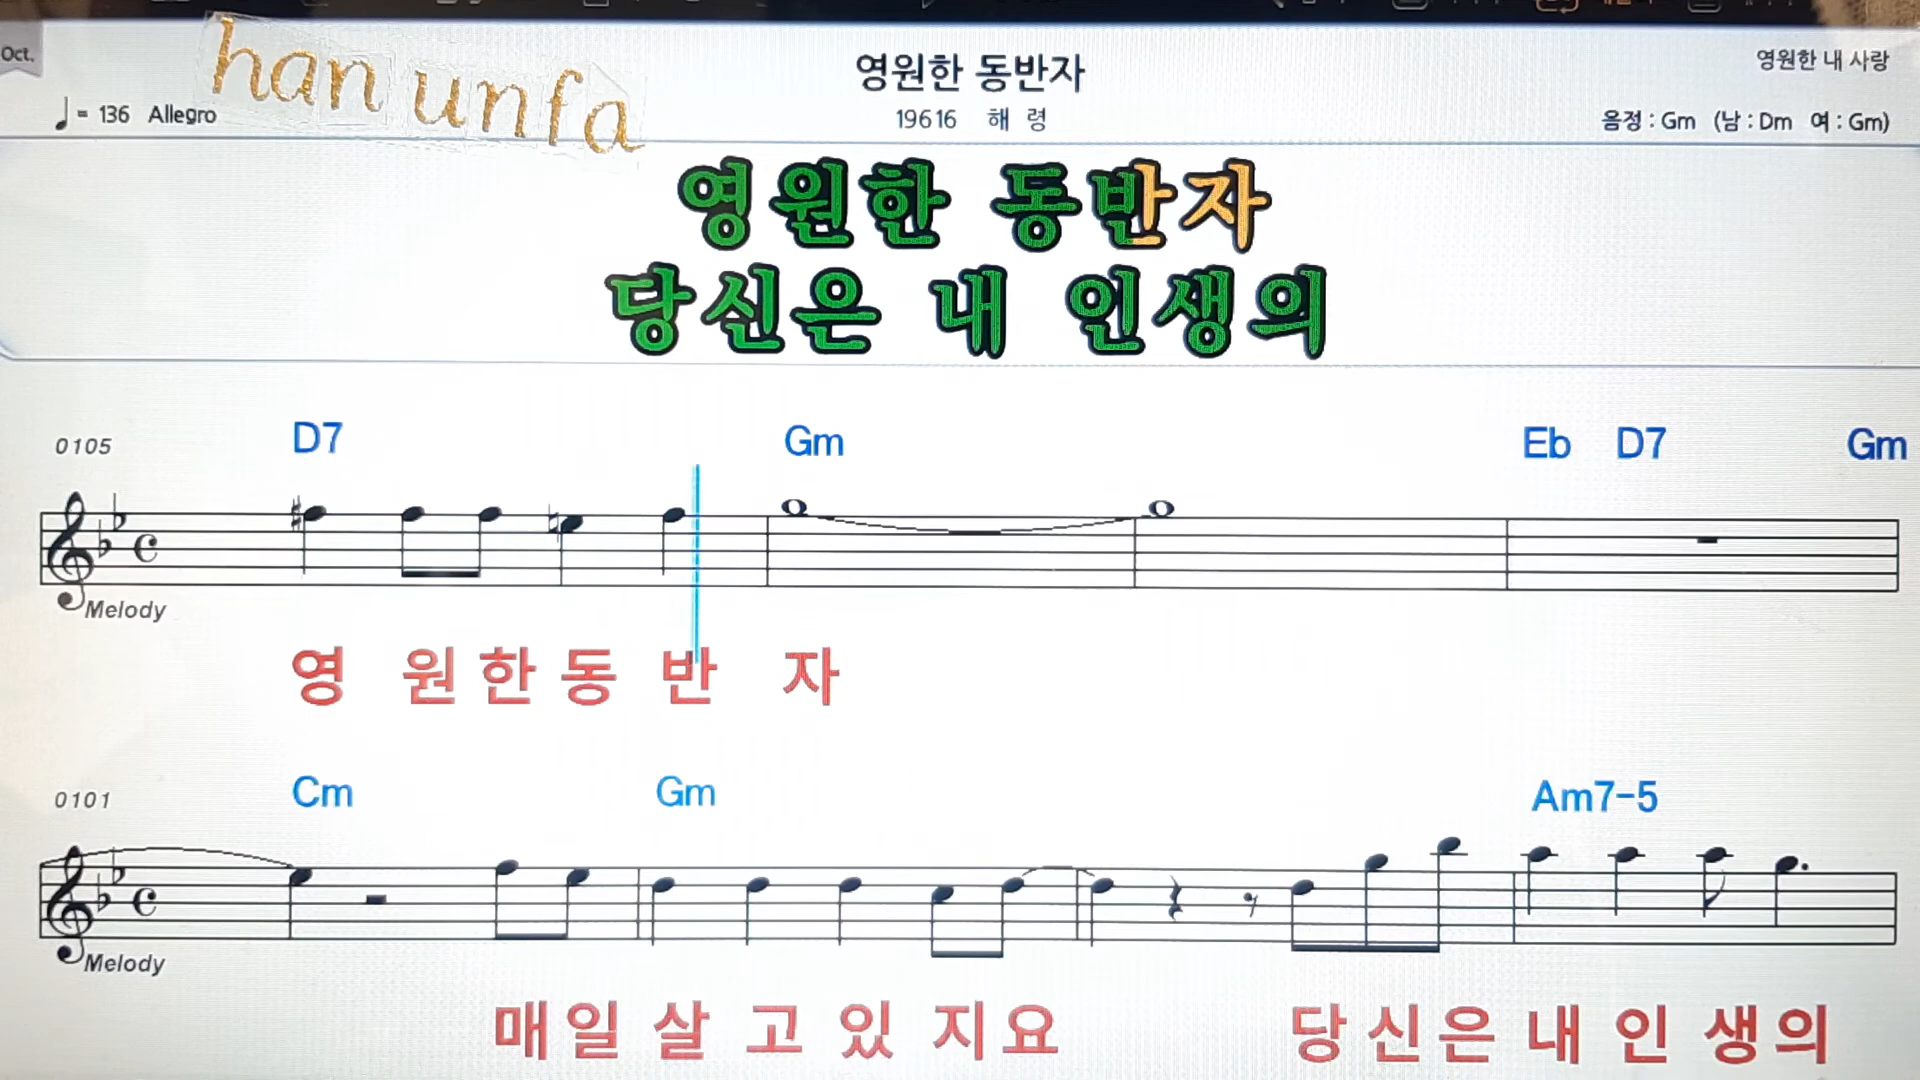 Oct.
han unfa
영원한 동반자
영원한 내 사랑
= 136 Allegro
19616 해 령
음정 : Gm (남 : Dm 여 : Gm)
영원한 동반자
당신은 내 인생의
0105 D7 Gm Eb D7 Gm
Melody
영 원 한 동 반 자
0101 Cm Gm Am7-5
Melody
매 일 살 고 있 지 요 당 신 은 내 인 생 의